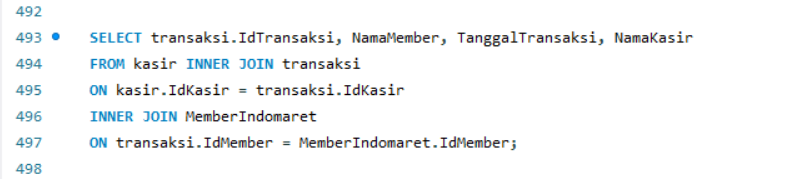 492
493 SELECT transaksi.IdTransaksi, NamaMember, TanggalTransaksi, NamaKasir
494 FROM kasir INNER JOIN transaksi
495 ON kasir.IdKasir = transaksi.IdKasir
496 INNER JOIN MemberIndomaret
497 ON transaksi.IdMember = MemberIndomaret.IdMember;
498